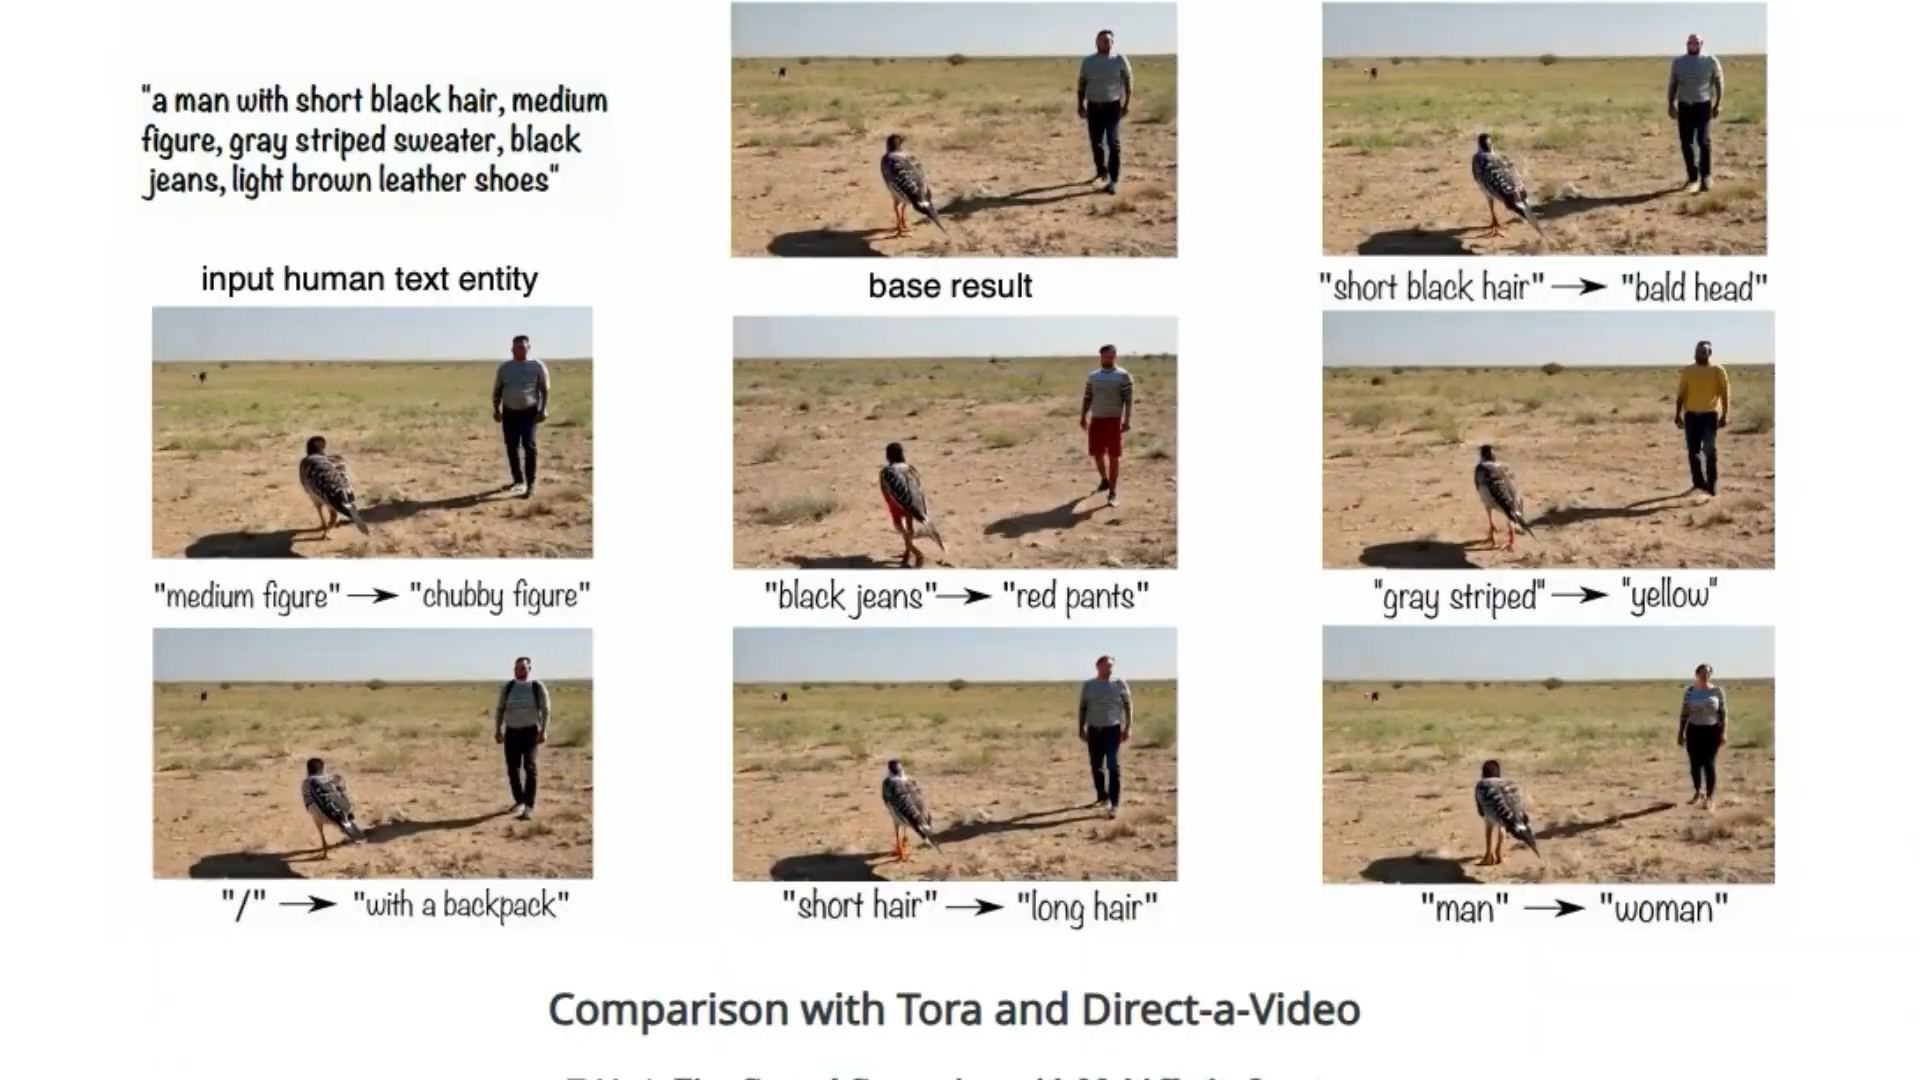 "a man with short black hair, medium
figure, gray striped sweater, black
jeans, light brown leather shoes"
input human text entity
base result
"short black hair" → "bald head"
"medium figure" → "chubby figure"
"black jeans" → "red pants"
"gray striped" → "yellow"
"/" → "with a backpack"
"short hair" → "long hair"
"man" → "woman"
Comparison with Tora and Direct-a-Video